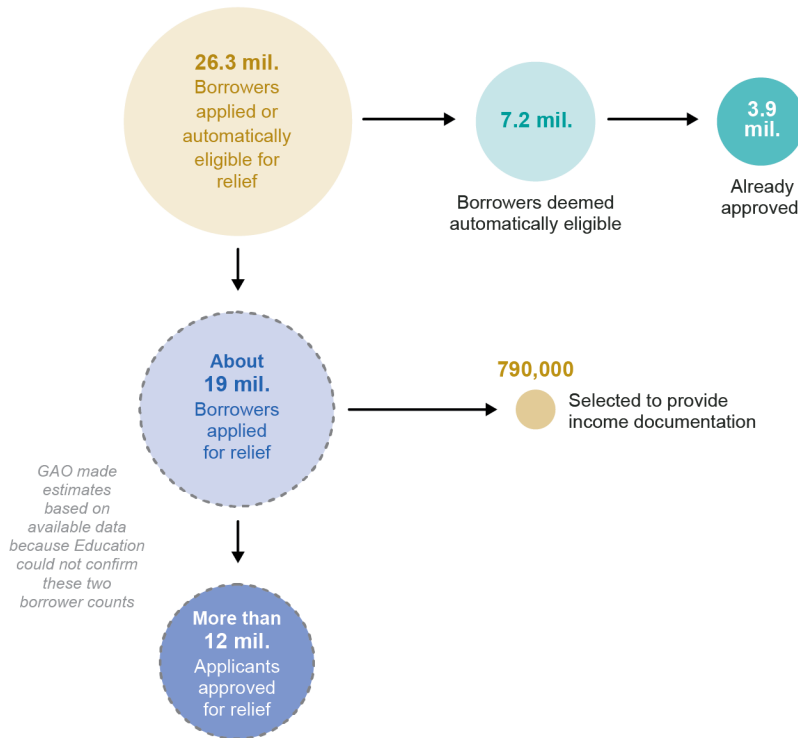 26.3 mil.
Borrowers
applied or
automatically
eligible for
relief
7.2 mil.
Borrowers deemed
automatically eligible
3.9
mil.
Already
approved
About
19 mil.
Borrowers
applied
for relief
790,000
Selected to provide
income documentation
GAO made
estimates
based on
available data
because Education
could not confirm
these two
borrower counts
More than
12 mil.
Applicants
approved
for relief